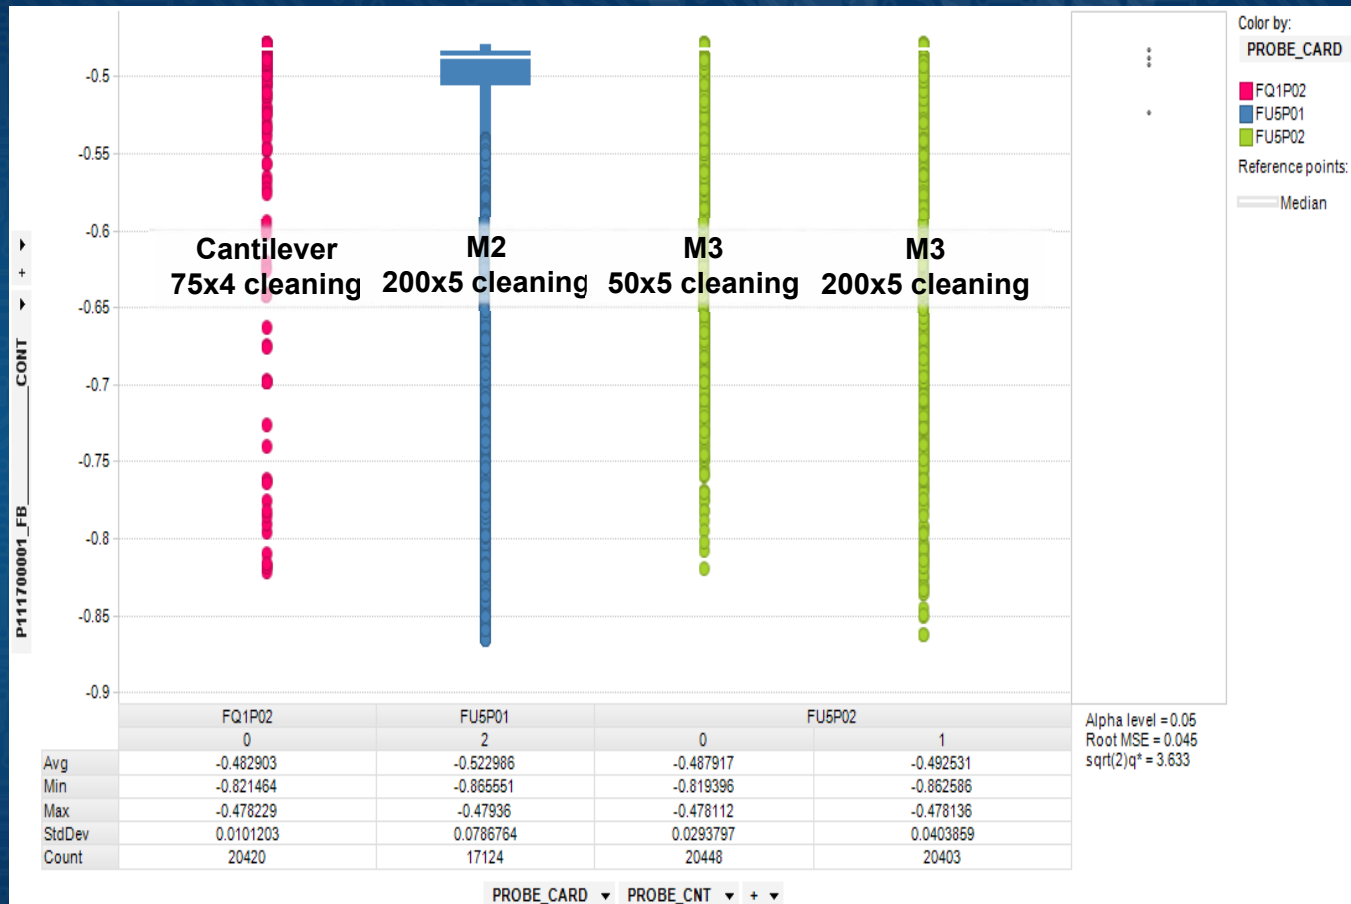 Color by:
PROBE_CARD
FQ1P02
FU5P01
FU5P02
Reference points:
Median
-0.5
-0.55
-0.6
-0.65
-0.7
-0.75
-0.8
-0.85
-0.9
P111700001_FB_______CONT
+
Cantilever
75x4 cleaning
M2
200x5 cleaning
M3
50x5 cleaning
M3
200x5 cleaning
FQ1P02 FU5P01 FU5P02
0 2 0 1
Avg -0.482903 -0.522986 -0.487917 -0.492531
Min -0.821464 -0.865551 -0.819396 -0.862586
Max -0.478229 -0.47936 -0.478112 -0.478136
StdDev 0.0101203 0.0786764 0.0293797 0.0403859
Count 20420 17124 20448 20403
Alpha level = 0.05
Root MSE = 0.045
sqrt(2)q* = 3.633
PROBE_CARD PROBE_CNT +